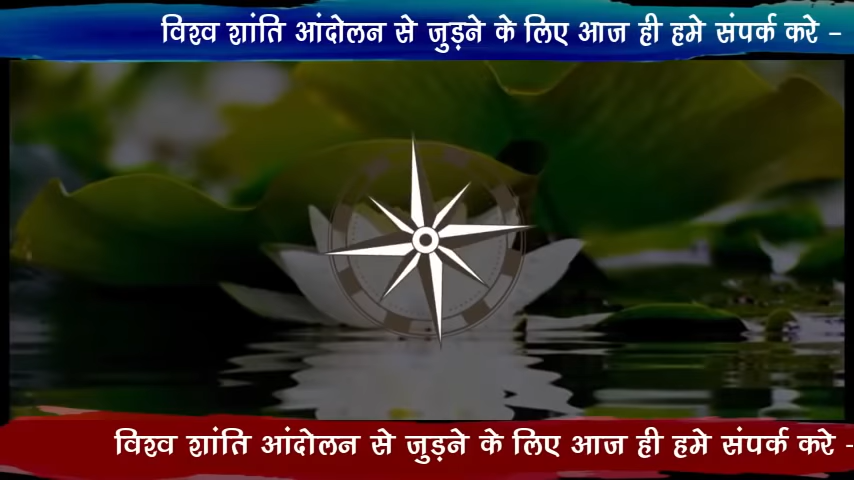 विश्व शांति आंदोलन से जुड़ने के लिए आज ही हमे संपर्क करे -
विश्व शांति आंदोलन से जुड़ने के लिए आज ही हमे संपर्क करे -